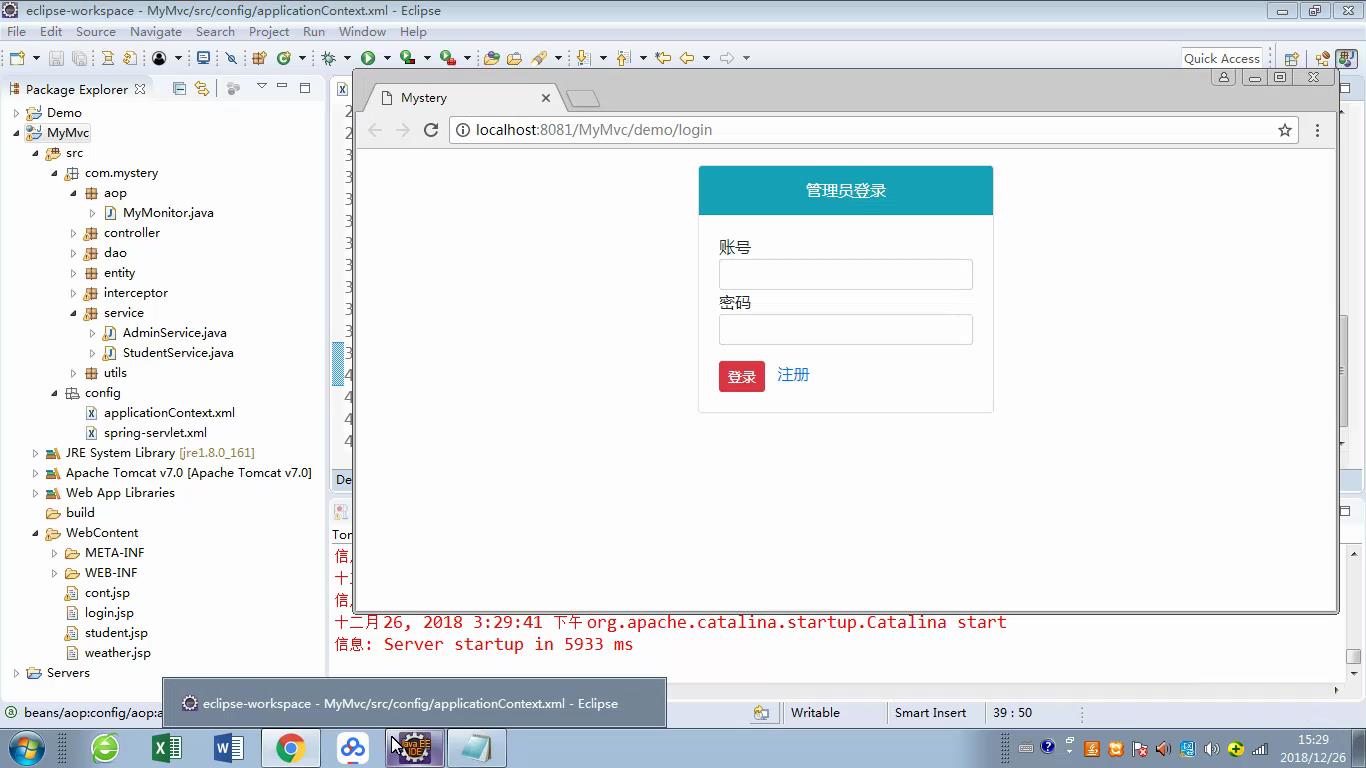 eclipse-workspace - MyMvc/src/config/applicationContext.xml - Eclipse
File Edit Source Navigate Search Project Run Window Help
Quick Access
Package Explorer
Demo
MyMvc
src
com.mystery
aop
MyMonitor.java
controller
dao
entity
interceptor
service
AdminService.java
StudentService.java
utils
config
applicationContext.xml
spring-servlet.xml
JRE System Library [jre1.8.0_161]
Apache Tomcat v7.0 [Apache Tomcat v7.0]
Web App Libraries
build
WebContent
META-INF
WEB-INF
cont.jsp
login.jsp
student.jsp
weather.jsp
Servers
Mystery
localhost:8081/MyMvc/demo/login
管理员登录
账号
密码
登录 注册
十二月 26, 2018 3:29:41 下午 org.apache.catalina.startup.Catalina start
信息: Server startup in 5933 ms
eclipse-workspace - MyMvc/src/config/applicationContext.xml - Eclipse
beans/aop:config/aop:a
Writable
Smart Insert
39 : 50
Java EE
IDE
15:29
2018/12/26